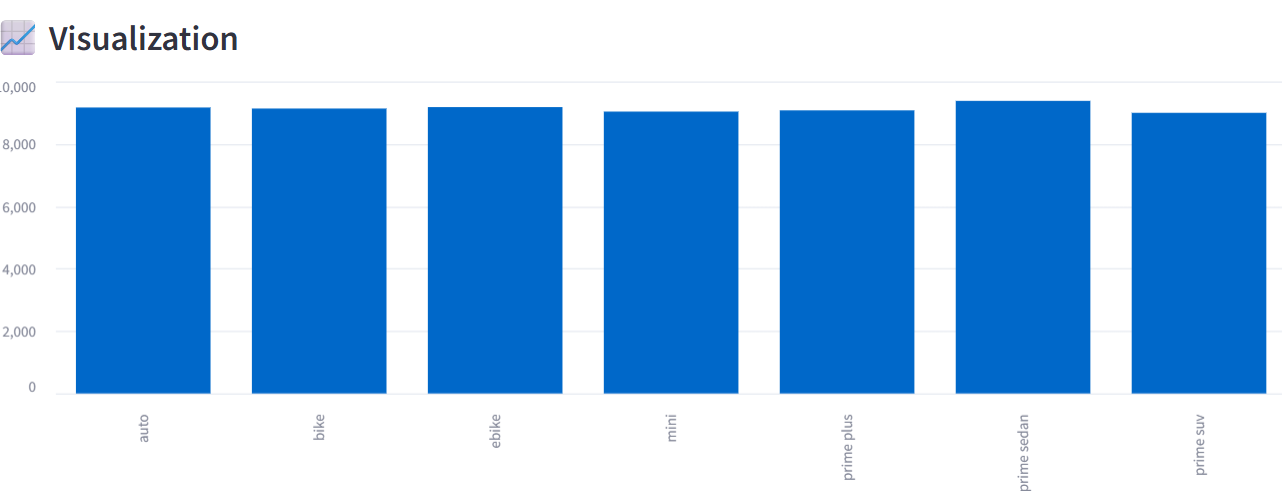 Visualization
10,000
8,000
6,000
4,000
2,000
0
auto
bike
ebike
mini
prime plus
prime sedan
prime suv